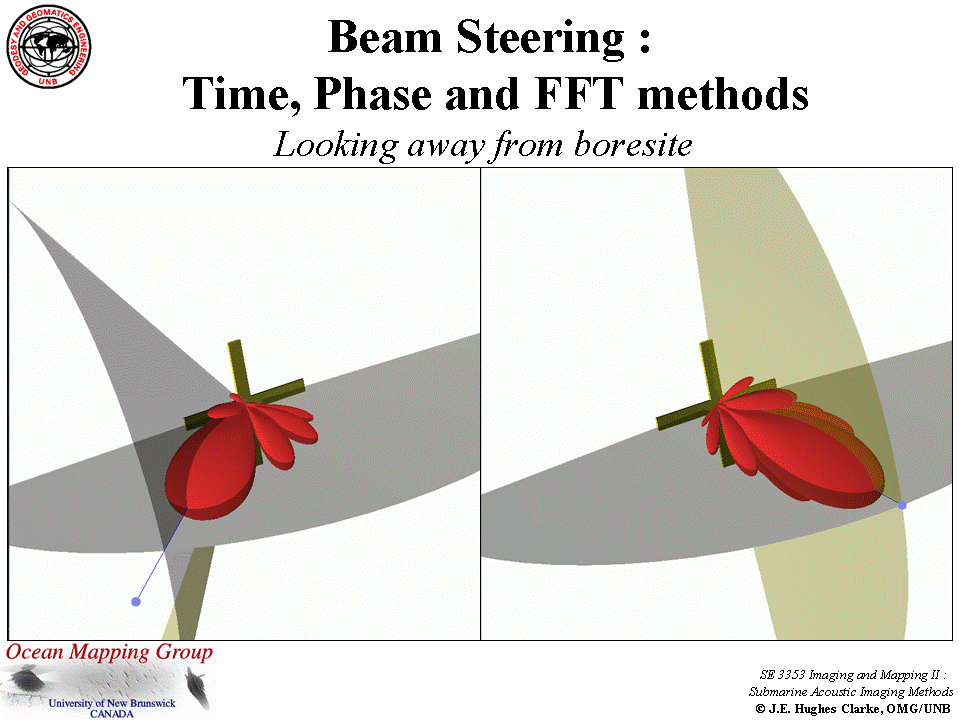 GEODESY AND GEOMATICS ENGINEERING
UNB
Beam Steering :
Time, Phase and FFT methods
Looking away from boresite
Ocean Mapping Group
University of New Brunswick
CANADA
SE 3353 Imaging and Mapping II :
Submarine Acoustic Imaging Methods
© J.E. Hughes Clarke, OMG/UNB